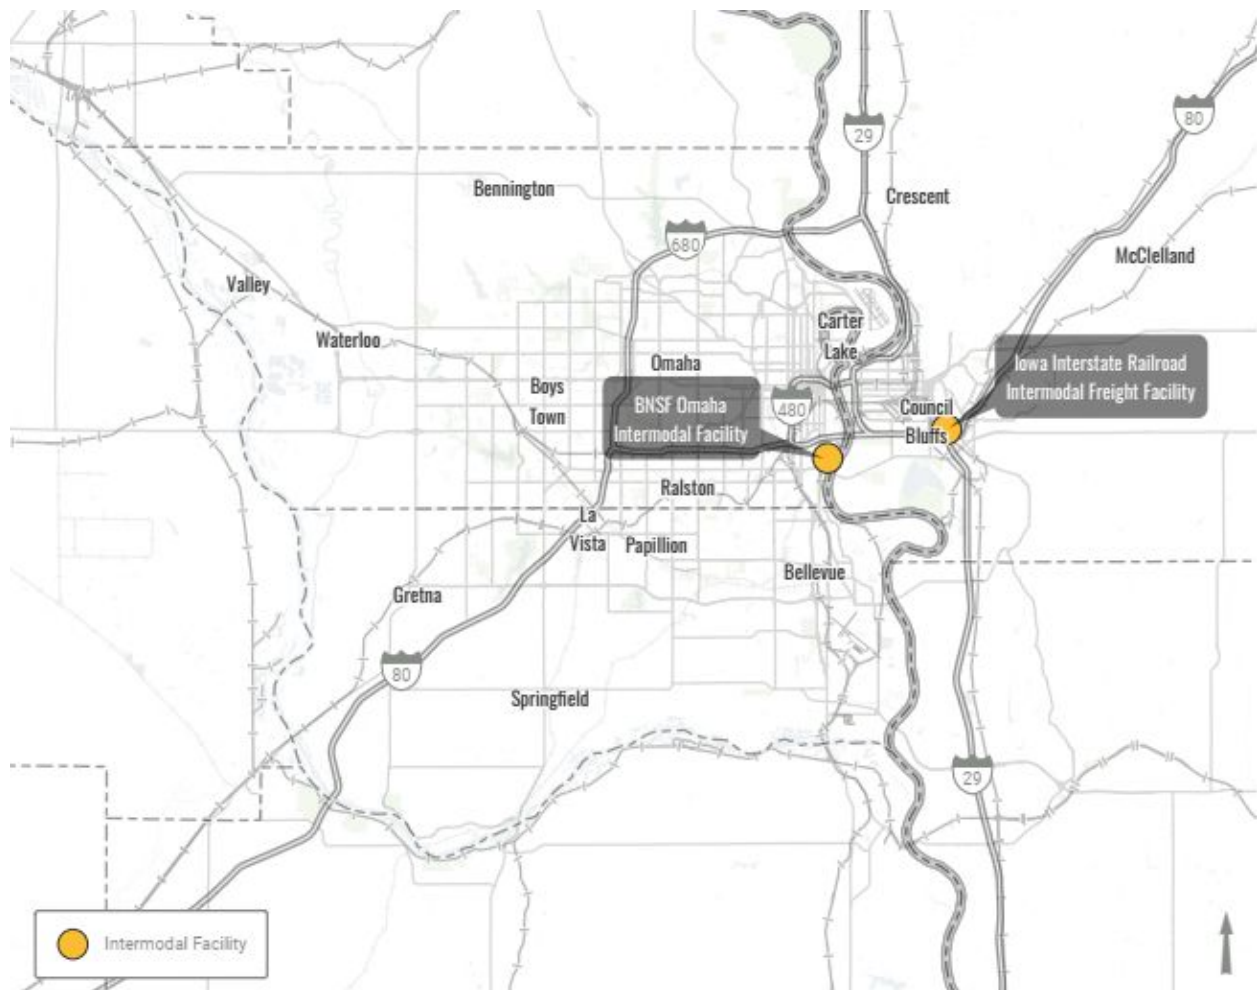 80
29
Bennington
Crescent
680
McClelland
Valley
Carter
Lake
Waterloo
Omaha
Iowa Interstate Railroad
Intermodal Freight Facility
Boys
Town
BNSF Omaha
Intermodal Facility
480
Council
Bluffs
Ralston
La
Vista
Papillion
Bellevue
Gretna
80
Springfield
29
Intermodal Facility